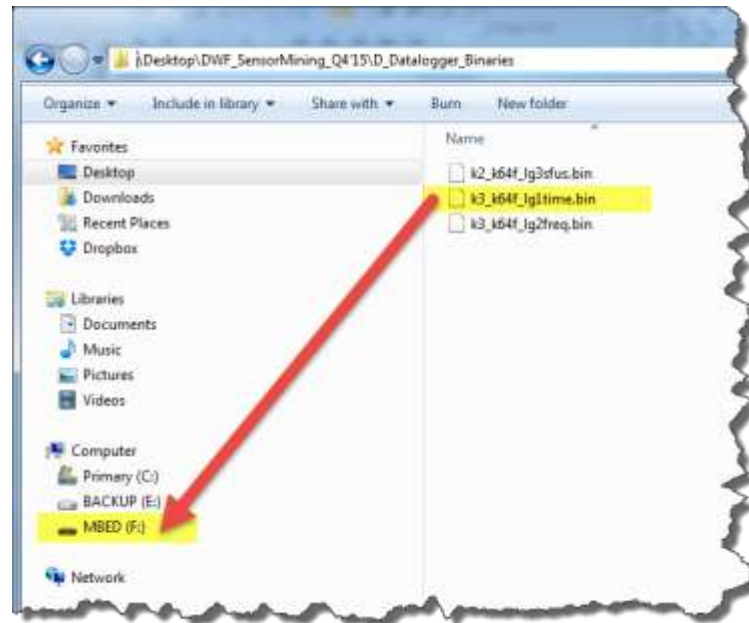 \Desktop\DWF_SensorMining_Q4'15\D_Datalogger_Binaries
Organize Include in library Share with Burn New folder
Name
Favorites
Desktop
Downloads
Recent Places
Dropbox
Libraries
Documents
Music
Pictures
Videos
Computer
Primary (C:)
BACKUP (E:)
MBED (F:)
Network
k2_k64f_lg3sfus.bin
k3_k64f_lg1time.bin
k3_k64f_lg2freq.bin